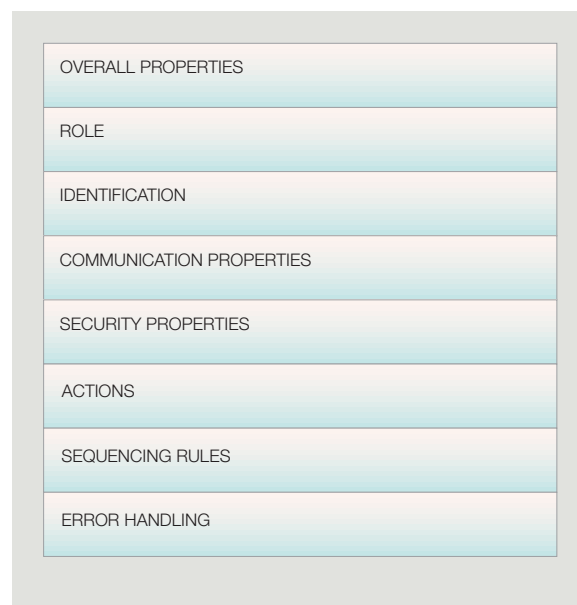 OVERALL PROPERTIES
ROLE
IDENTIFICATION
COMMUNICATION PROPERTIES
SECURITY PROPERTIES
ACTIONS
SEQUENCING RULES
ERROR HANDLING